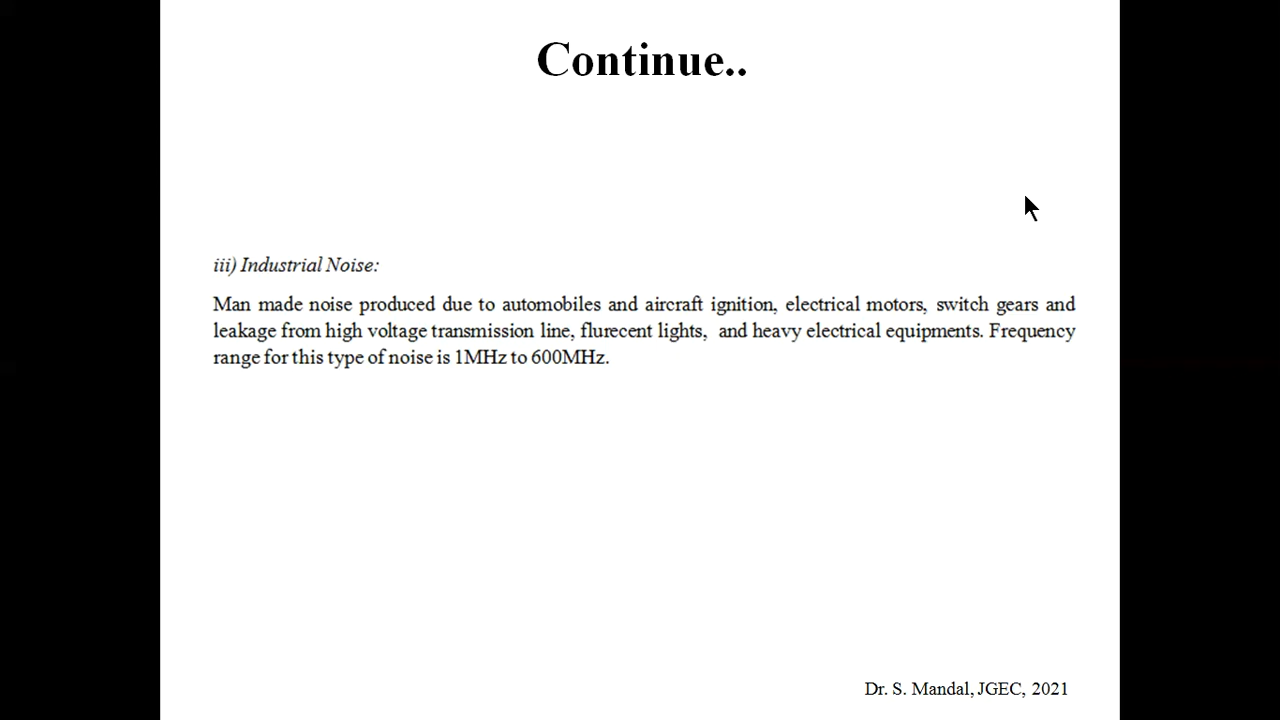 Continue..
iii) Industrial Noise:
Man made noise produced due to automobiles and aircraft ignition, electrical motors, switch gears and
leakage from high voltage transmission line, flurecent lights,  and heavy electrical equipments. Frequency
range for this type of noise is 1MHz to 600MHz.
Dr. S. Mandal, JGEC, 2021